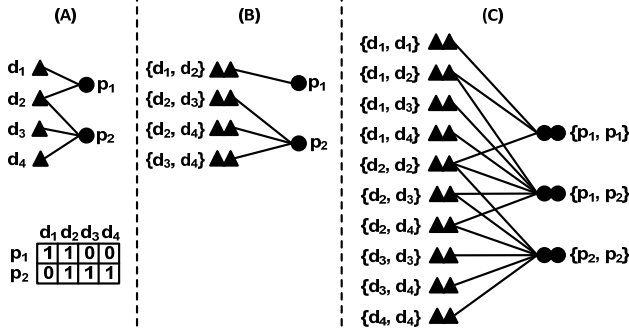 (A)
d₁
d₂
d₃
d₄
p₁
p₂
d₁ d₂ d₃ d₄
p₁ 1 1 0 0
p₂ 0 1 1 1
(B)
{d₁, d₂}
{d₂, d₃}
{d₂, d₄}
{d₃, d₄}
p₁
p₂
(C)
{d₁, d₁}
{d₁, d₂}
{d₁, d₃}
{d₁, d₄}
{d₂, d₂}
{d₂, d₃}
{d₂, d₄}
{d₃, d₃}
{d₃, d₄}
{d₄, d₄}
{p₁, p₁}
{p₁, p₂}
{p₂, p₂}